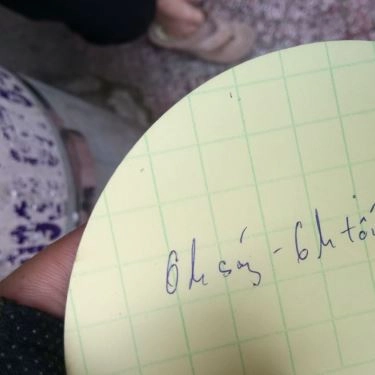 6h sáng - 6h tối